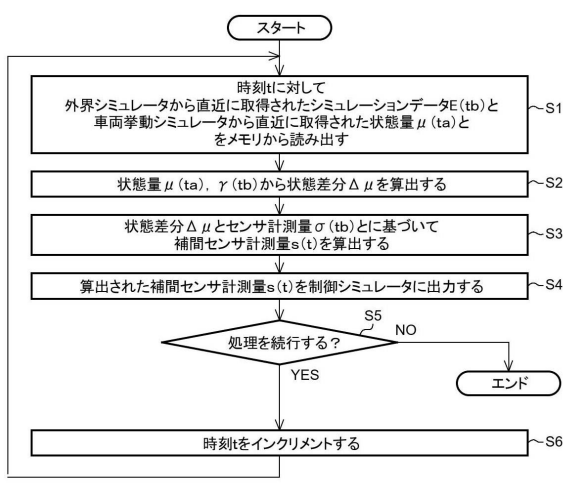 スタート
時刻tに対して
外界シミュレータから直近に取得されたシミュレーションデータE(tb)と
車両挙動シミュレータから直近に取得された状態量μ(ta)と
をメモリから読み出す
S1
状態量μ(ta), γ(tb)から状態差分Δμを算出する
S2
状態差分Δμとセンサ計測量σ(tb)とに基づいて
補間センサ計測量s(t)を算出する
S3
算出された補間センサ計測量s(t)を制御シミュレータに出力する
S4
S5
処理を続行する?
NO
YES
エンド
時刻tをインクリメントする
S6